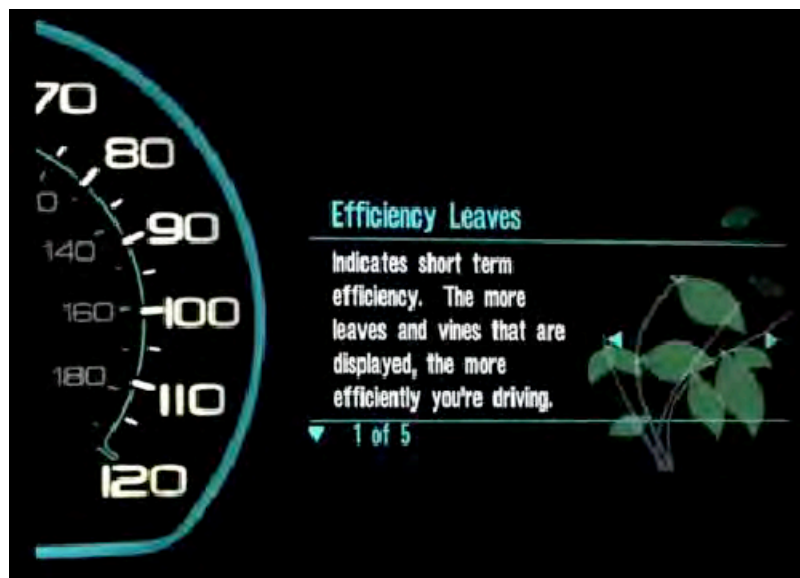 70
80
0
90
140
160
100
180
110
120
Efficiency Leaves
Indicates short term
efficiency. The more
leaves and vines that are
displayed, the more
efficiently you're driving.
1 of 5